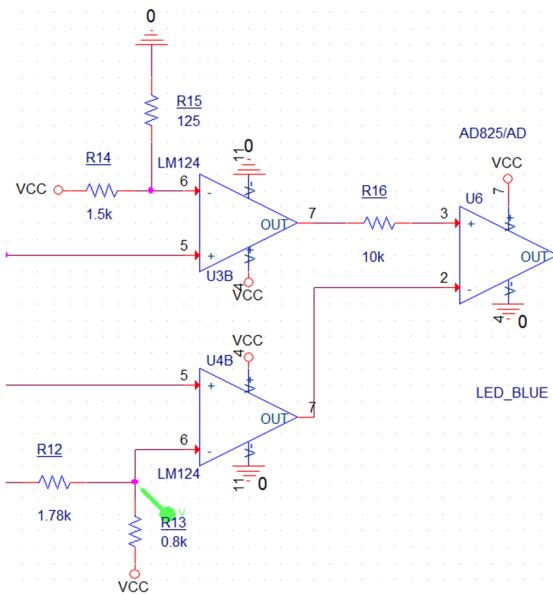 0
R15
125
AD825/AD
R14
LM124
11
0
V-
VCC
VCC
6
-
R16
7
U6
1.5k
7
3
+
V+
OUT
10k
OUT
5
+
V+
U3B
4
VCC
2
-
V-
4
0
U4B
VCC
4
V+
5
+
LED_BLUE
OUT
7
R12
6
-
V-
LM124
11
0
1.78k
V
R13
0.8k
VCC